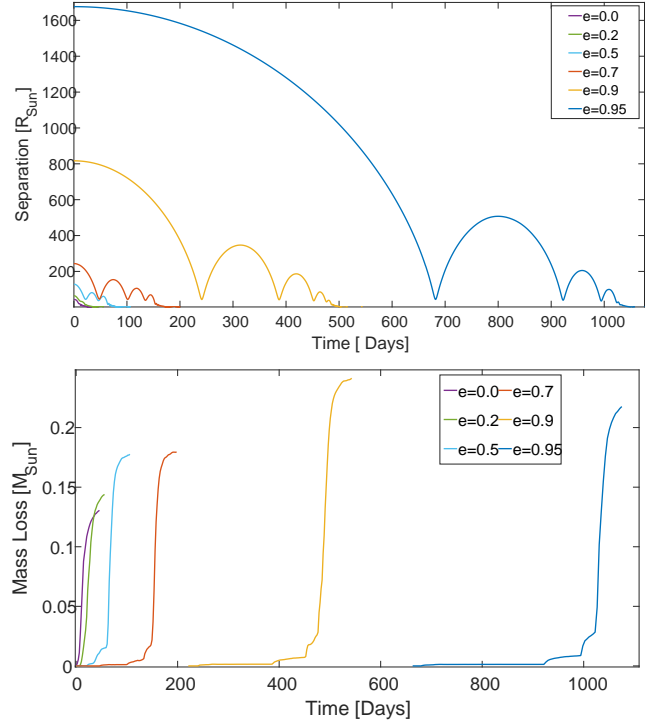 1600
1400
1200
1000
800
600
400
200
Separation [R_Sun]
0 100 200 300 400 500 600 700 800 900 1000
Time [ Days]
e=0.0
e=0.2
e=0.5
e=0.7
e=0.9
e=0.95
0.2
0.15
0.1
0.05
0
Mass Loss [M_Sun]
0 200 400 600 800 1000
Time [Days]
e=0.0 e=0.7
e=0.2 e=0.9
e=0.5 e=0.95